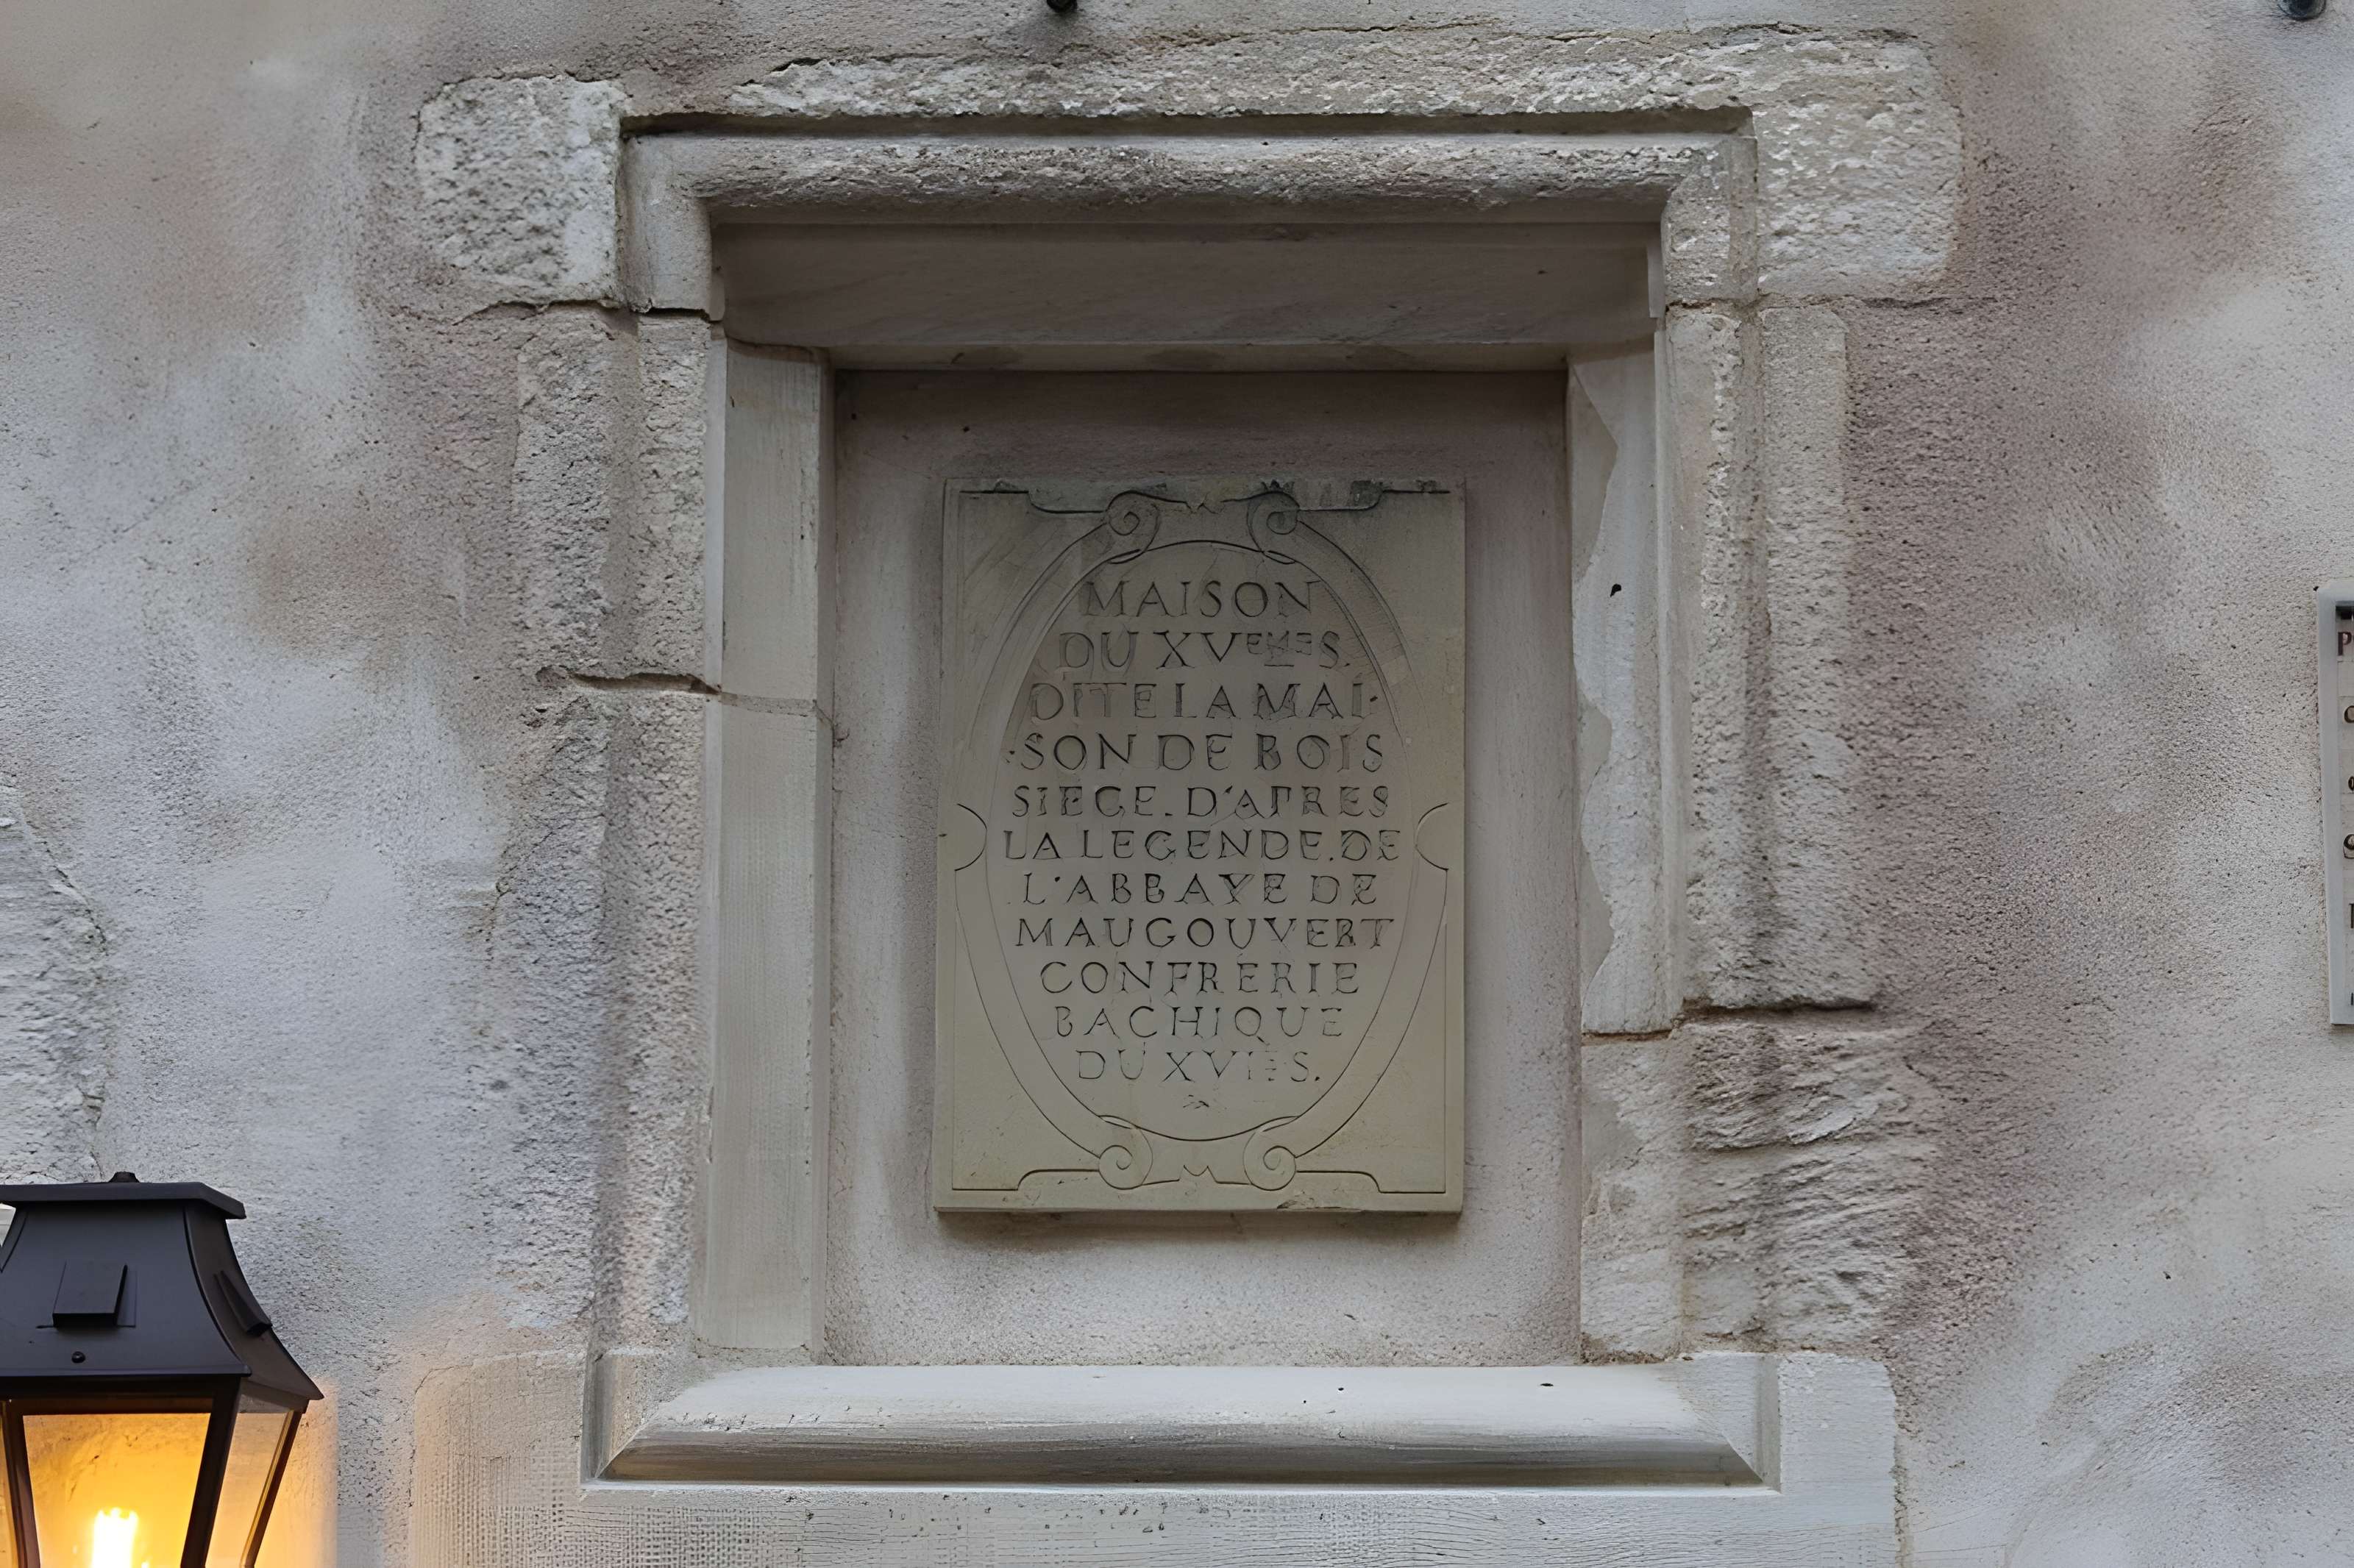 MAISON
DU XVEMES.
DITE LA MAI-
-SON DE BOIS
SIEGE. D'APRES
LA LEGENDE. DE
L'ABBAYE DE
MAUGOUVERT
CONFRERIE
BACHIQUE
DU XVIES.